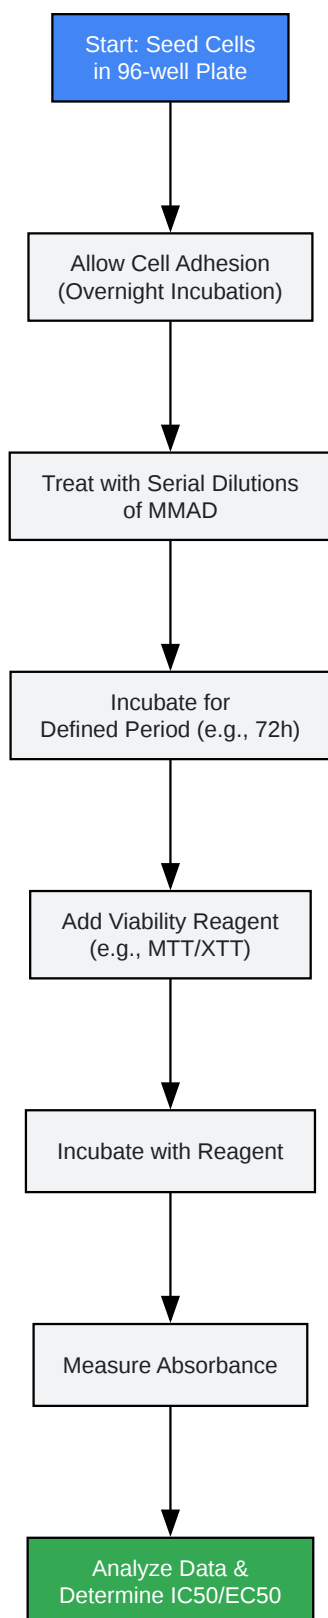 Start: Seed Cells
in 96-well Plate
Allow Cell Adhesion
(Overnight Incubation)
Treat with Serial Dilutions
of MMAD
Incubate for
Defined Period (e.g., 72h)
Add Viability Reagent
(e.g., MTT/XTT)
Incubate with Reagent
Measure Absorbance
Analyze Data &
Determine IC50/EC50